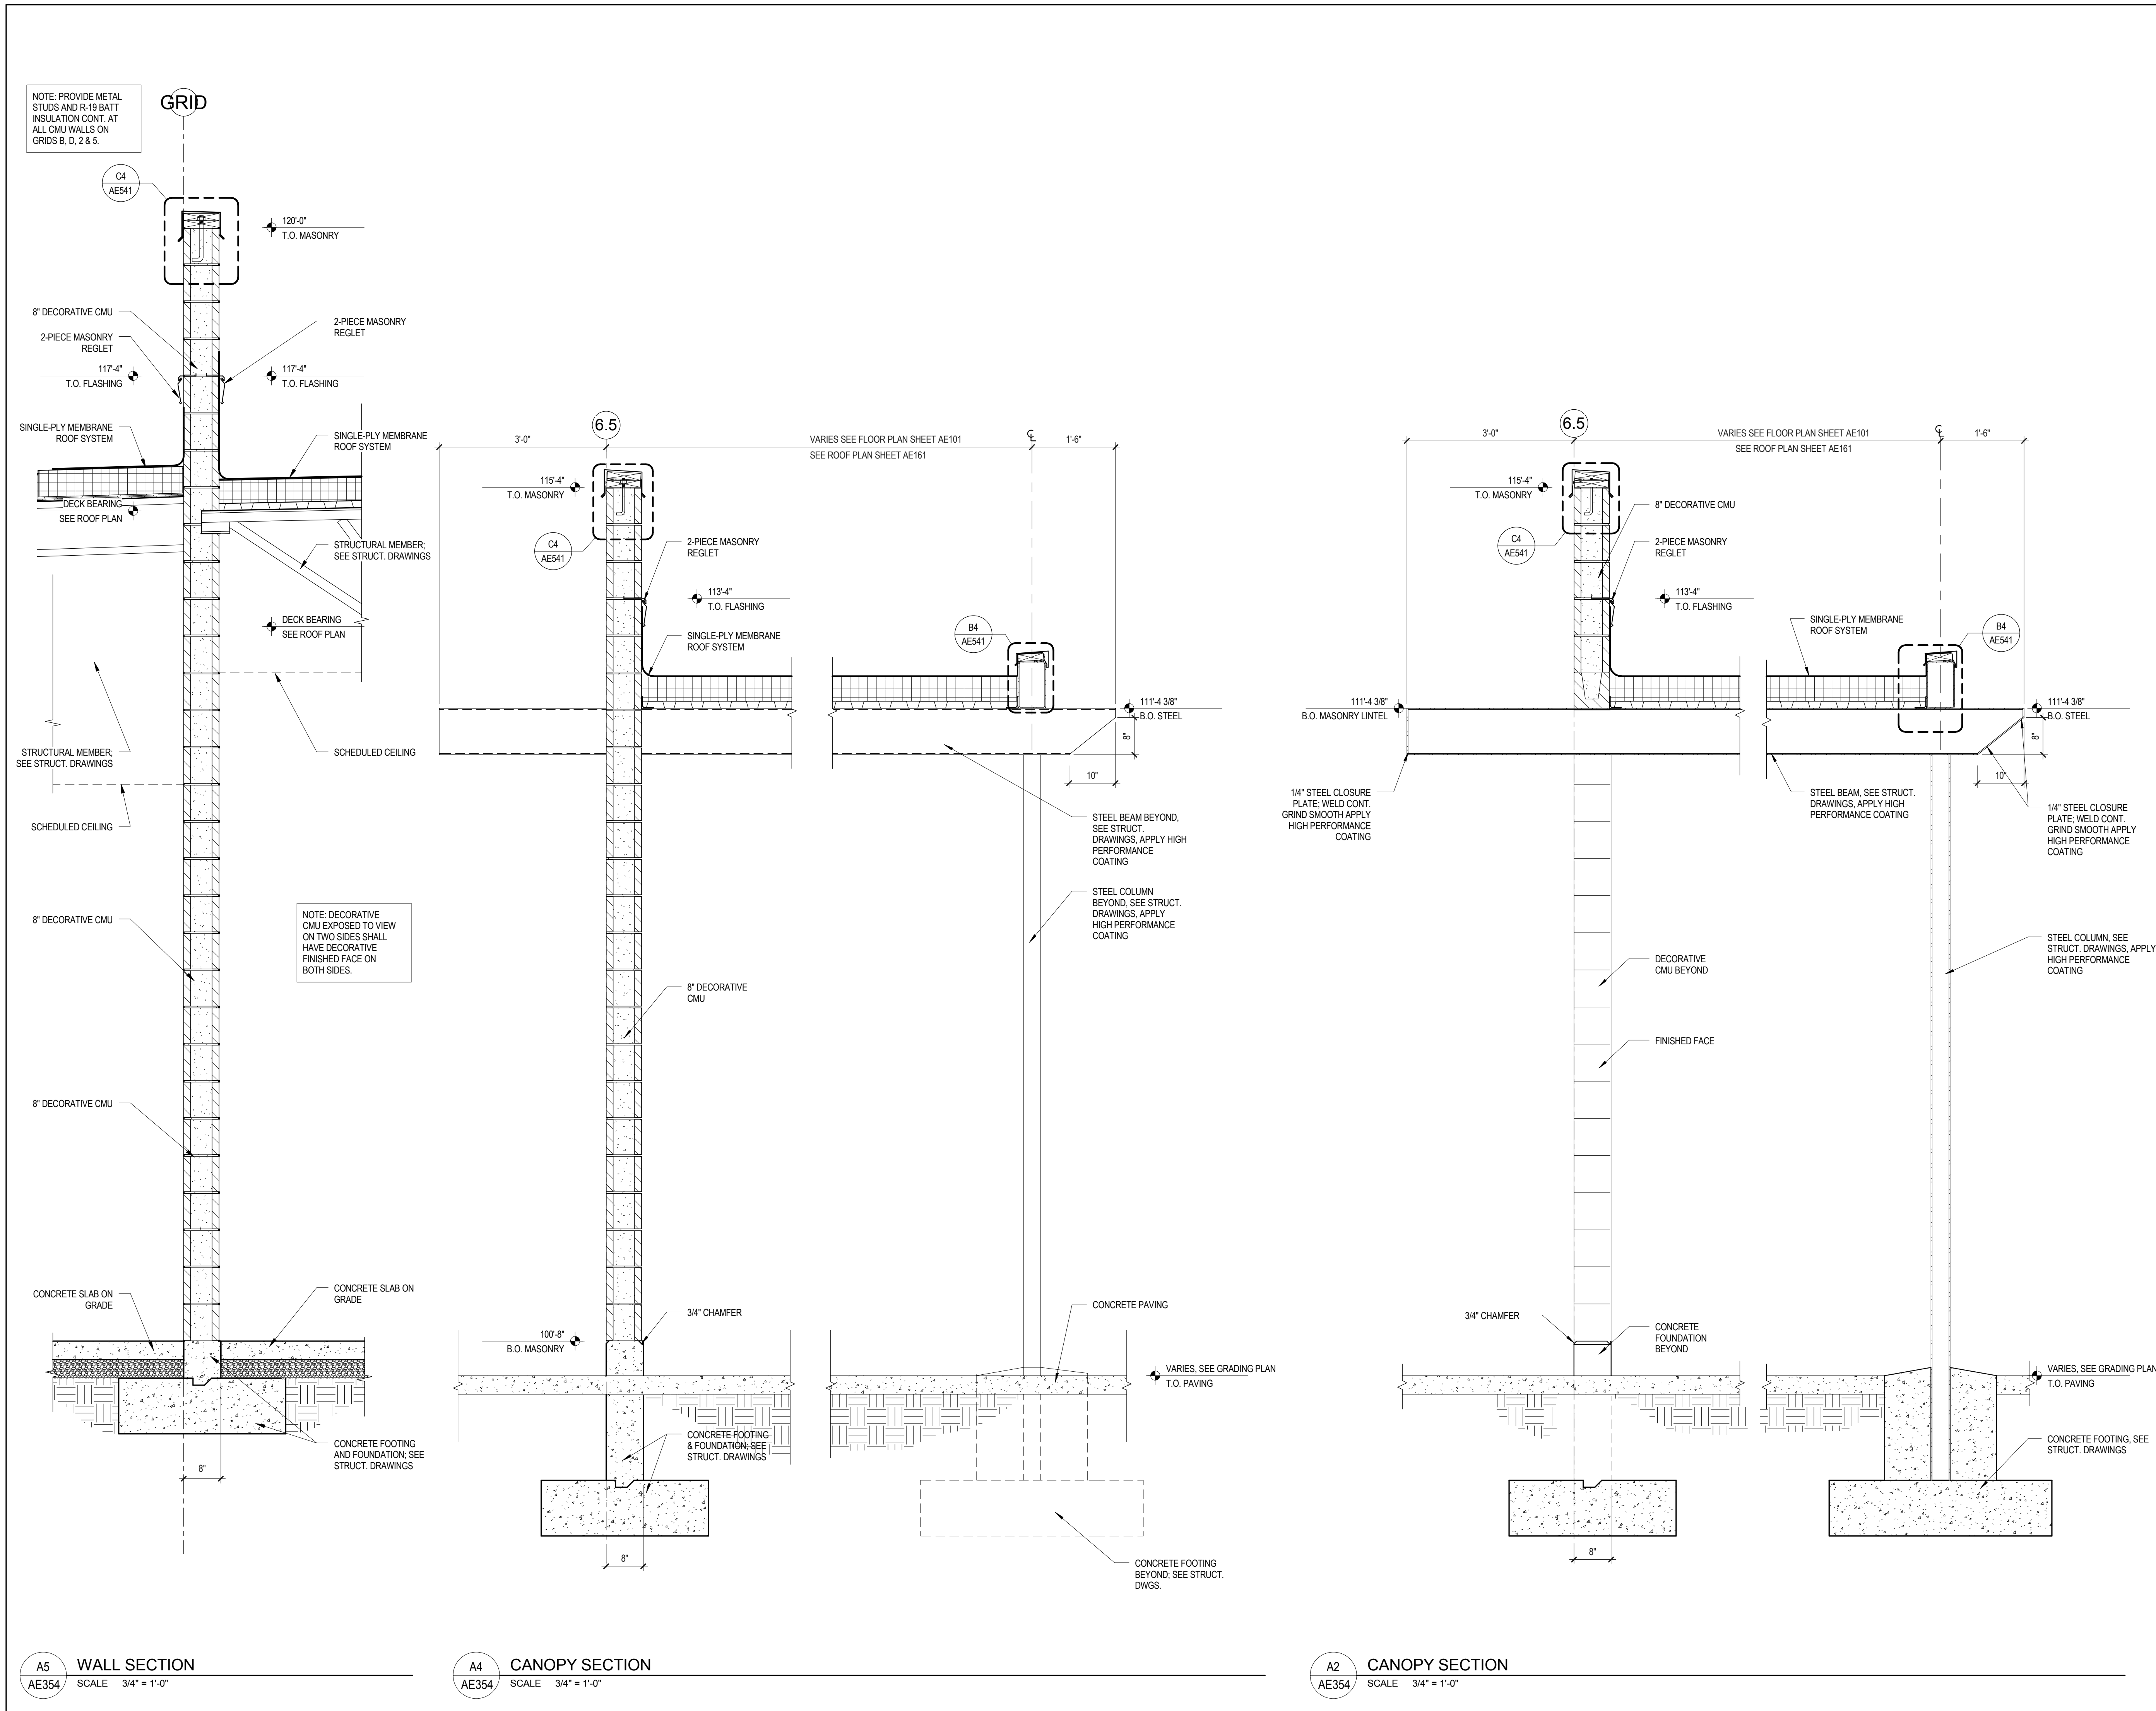 NOTE: PROVIDE METAL
STUDS AND R-19 BATT
INSULATION CONT. AT
ALL CMU WALLS ON
GRIDS B, D, 2 & 5.
GRID
C4
AE541
120'-0"
T.O. MASONRY
8" DECORATIVE CMU
2-PIECE MASONRY
REGLET
2-PIECE MASONRY
REGLET
117'-4"
T.O. FLASHING
117'-4"
T.O. FLASHING
SINGLE-PLY MEMBRANE
ROOF SYSTEM
SINGLE-PLY MEMBRANE
ROOF SYSTEM
DECK BEARING
SEE ROOF PLAN
STRUCTURAL MEMBER;
SEE STRUCT. DRAWINGS
DECK BEARING
SEE ROOF PLAN
STRUCTURAL MEMBER;
SEE STRUCT. DRAWINGS
SCHEDULED CEILING
SCHEDULED CEILING
8" DECORATIVE CMU
NOTE: DECORATIVE
CMU EXPOSED TO VIEW
ON TWO SIDES SHALL
HAVE DECORATIVE
FINISHED FACE ON
BOTH SIDES.
8" DECORATIVE CMU
CONCRETE SLAB ON
GRADE
CONCRETE SLAB ON
GRADE
CONCRETE FOOTING
AND FOUNDATION; SEE
STRUCT. DRAWINGS
8"
A5
AE354
WALL SECTION
SCALE 3/4" = 1'-0"
6.5
3'-0"
VARIES SEE FLOOR PLAN SHEET AE101
SEE ROOF PLAN SHEET AE161
℄
1'-6"
115'-4"
T.O. MASONRY
C4
AE541
2-PIECE MASONRY
REGLET
113'-4"
T.O. FLASHING
SINGLE-PLY MEMBRANE
ROOF SYSTEM
B4
AE541
111'-4 3/8"
B.O. STEEL
8"
10"
STEEL BEAM BEYOND,
SEE STRUCT.
DRAWINGS, APPLY HIGH
PERFORMANCE
COATING
STEEL COLUMN
BEYOND, SEE STRUCT.
DRAWINGS, APPLY
HIGH PERFORMANCE
COATING
8" DECORATIVE
CMU
3/4" CHAMFER
CONCRETE PAVING
100'-8"
B.O. MASONRY
VARIES, SEE GRADING PLAN
T.O. PAVING
CONCRETE FOOTING
& FOUNDATION; SEE
STRUCT. DRAWINGS
8"
CONCRETE FOOTING
BEYOND; SEE STRUCT.
DWGS.
A4
AE354
CANOPY SECTION
SCALE 3/4" = 1'-0"
6.5
3'-0"
VARIES SEE FLOOR PLAN SHEET AE101
SEE ROOF PLAN SHEET AE161
℄
1'-6"
115'-4"
T.O. MASONRY
8" DECORATIVE CMU
C4
AE541
2-PIECE MASONRY
REGLET
113'-4"
T.O. FLASHING
SINGLE-PLY MEMBRANE
ROOF SYSTEM
B4
AE541
111'-4 3/8"
B.O. MASONRY LINTEL
111'-4 3/8"
B.O. STEEL
8"
10"
1/4" STEEL CLOSURE
PLATE; WELD CONT.
GRIND SMOOTH APPLY
HIGH PERFORMANCE
COATING
STEEL BEAM, SEE STRUCT.
DRAWINGS, APPLY HIGH
PERFORMANCE COATING
1/4" STEEL CLOSURE
PLATE; WELD CONT.
GRIND SMOOTH APPLY
HIGH PERFORMANCE
COATING
DECORATIVE
CMU BEYOND
STEEL COLUMN, SEE
STRUCT. DRAWINGS, APPLY
HIGH PERFORMANCE
COATING
FINISHED FACE
3/4" CHAMFER
CONCRETE
FOUNDATION
BEYOND
VARIES, SEE GRADING PLAN
T.O. PAVING
CONCRETE FOOTING, SEE
STRUCT. DRAWINGS
8"
A2
AE354
CANOPY SECTION
SCALE 3/4" = 1'-0"